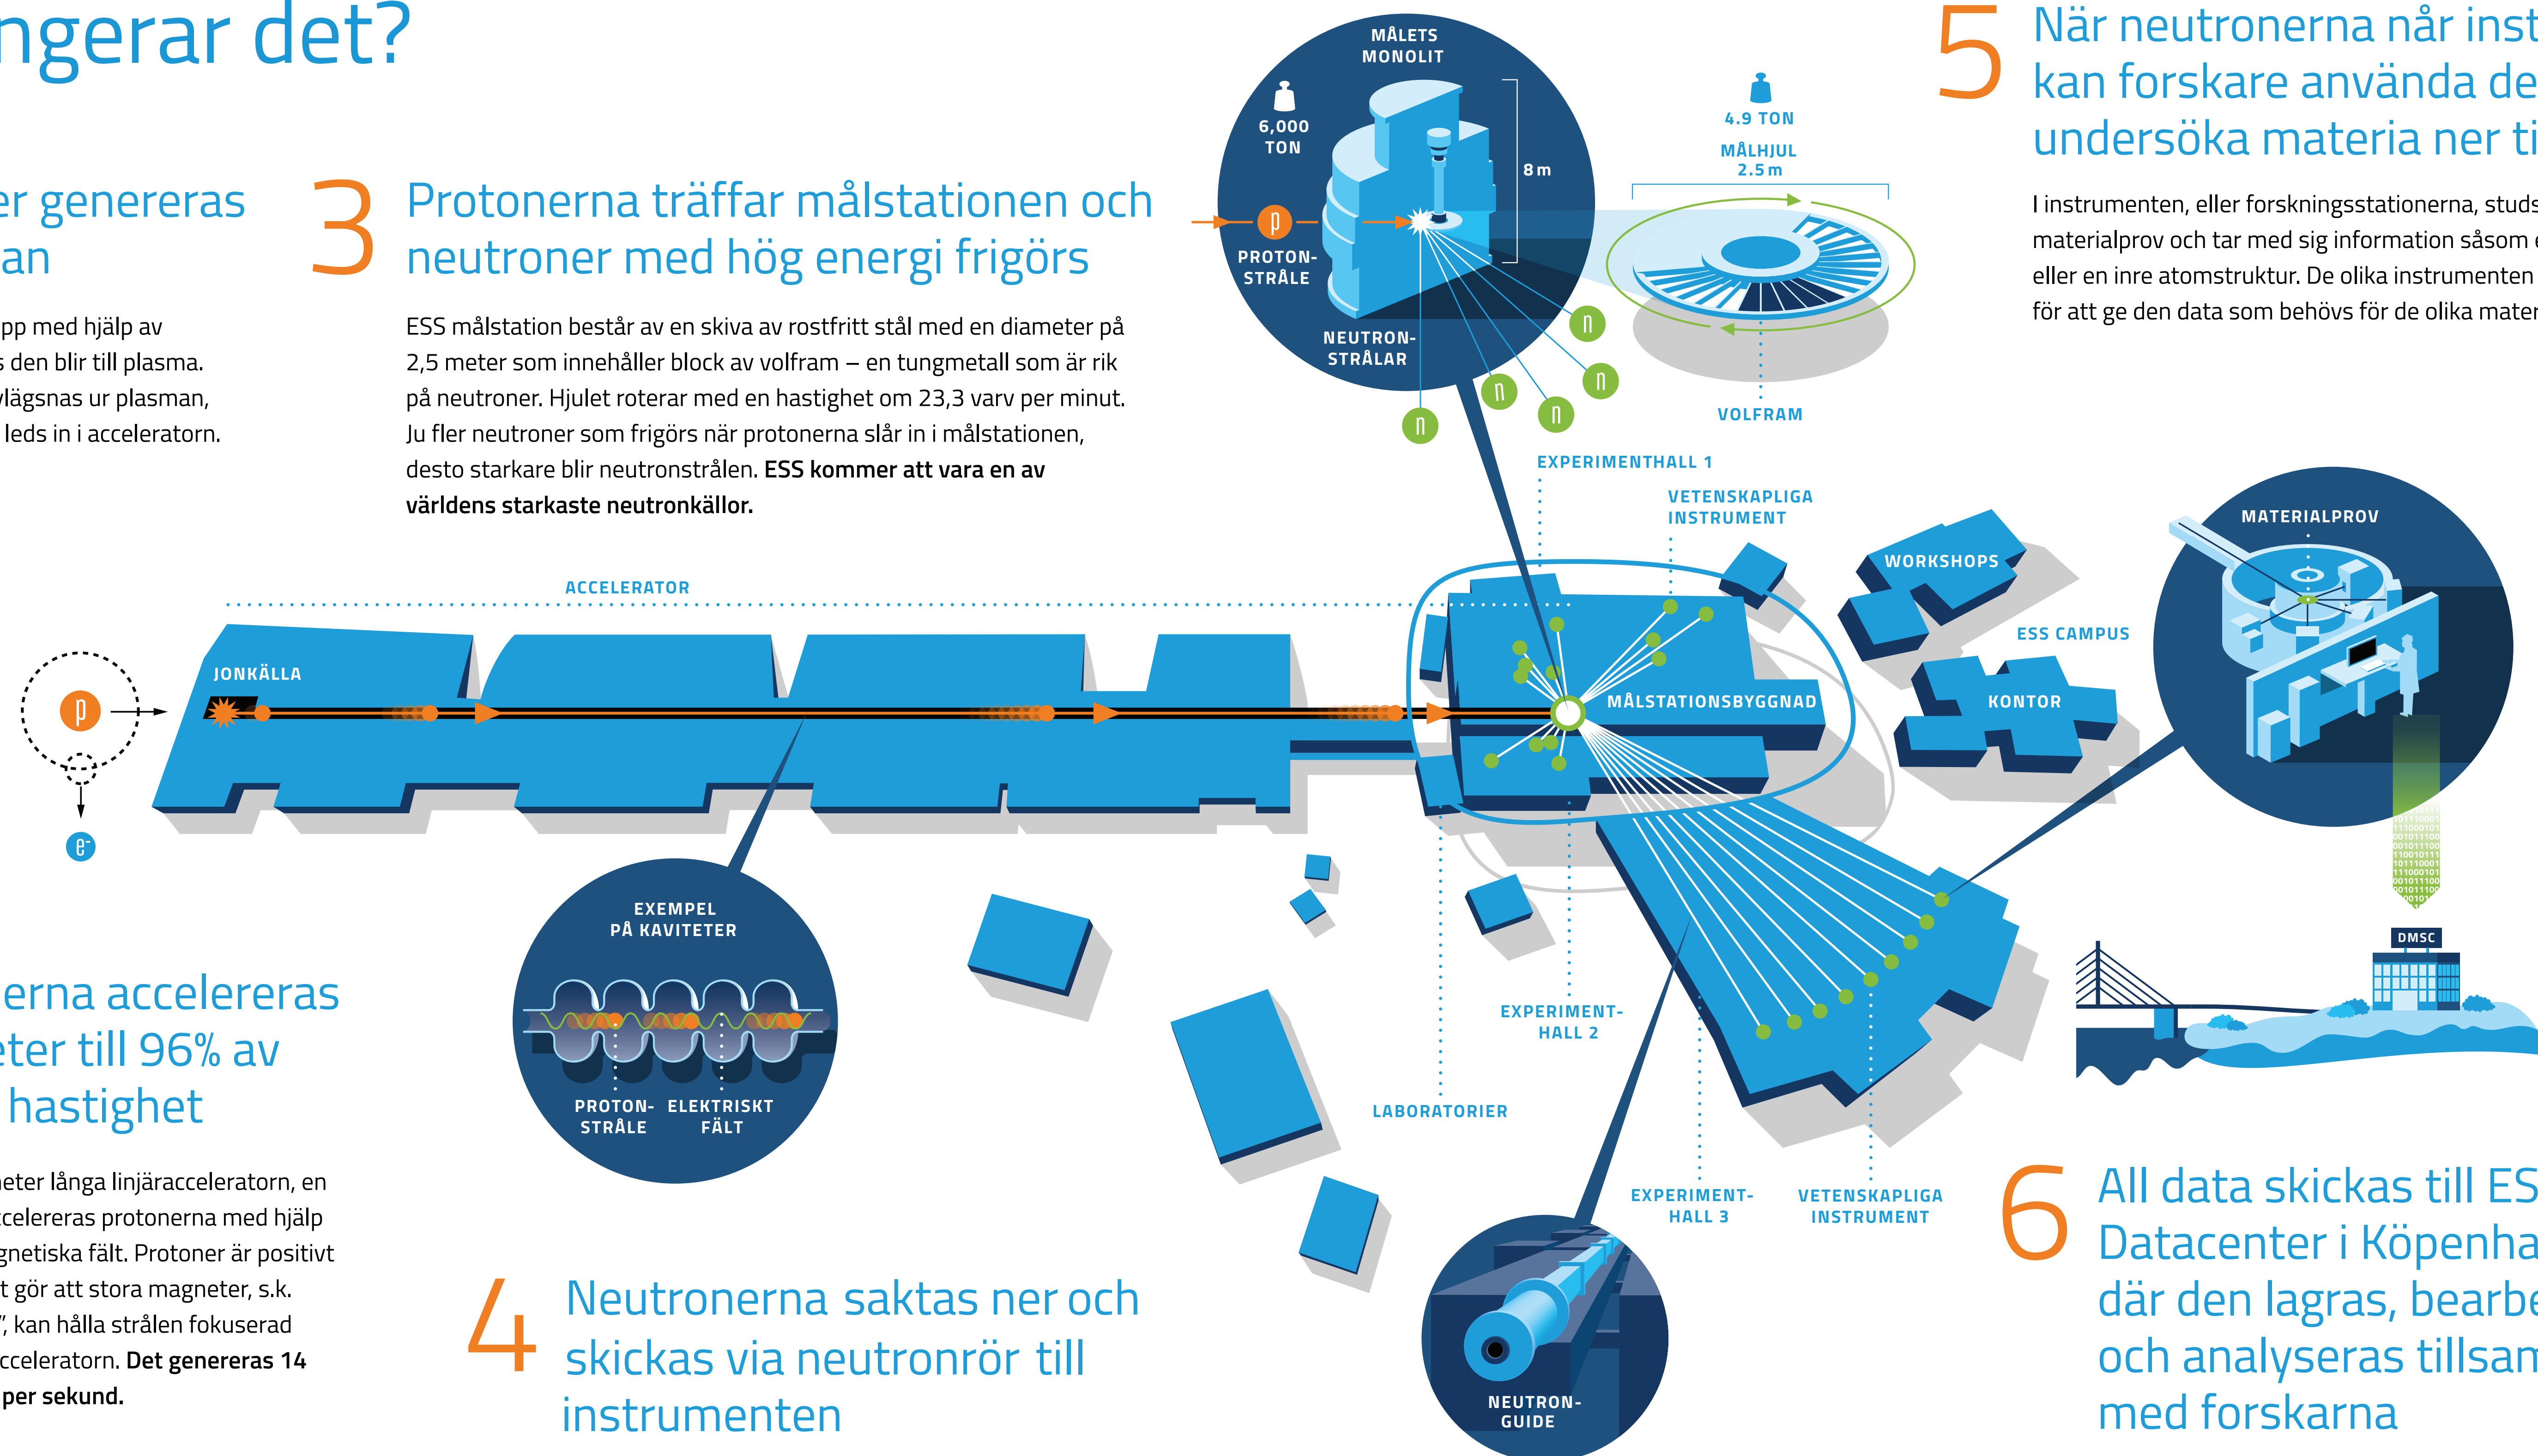 ngerar det?
er genereras
an
pp med hjälp av
s den blir till plasma.
vlägsnas ur plasman,
leds in i acceleratorn.
3
Protonerna träffar målstationen och
neutroner med hög energi frigörs
ESS målstation består av en skiva av rostfritt stål med en diameter på
2,5 meter som innehåller block av volfram – en tungmetall som är rik
på neutroner. Hjulet roterar med en hastighet om 23,3 varv per minut.
Ju fler neutroner som frigörs när protonerna slår in i målstationen,
desto starkare blir neutronstrålen. ESS kommer att vara en av
världens starkaste neutronkällor.
MÅLETS
MONOLIT
6,000
TON
8 m
p
PROTON-
STRÅLE
NEUTRON-
STRÅLAR
n
n
n
n
n
4.9 TON
MÅLHJUL
2.5 m
VOLFRAM
5
När neutronerna når inst
kan forskare använda de
undersöka materia ner ti
I instrumenten, eller forskningsstationerna, studs
materialprov och tar med sig information såsom e
eller en inre atomstruktur. De olika instrumenten
för att ge den data som behövs för de olika mater
EXPERIMENTHALL 1
VETENSKAPLIGA
INSTRUMENT
ACCELERATOR
JONKÄLLA
p
e-
MÅLSTATIONSBYGGNAD
WORKSHOPS
ESS CAMPUS
KONTOR
MATERIALPROV
10111000
111000101
001011100
110010111
101110001
111000101
001011100
001011100
DMSC
EXEMPEL
PÅ KAVITETER
PROTON-
STRÅLE
ELEKTRISKT
FÄLT
EXPERIMENT-
HALL 2
LABORATORIER
EXPERIMENT-
HALL 3
VETENSKAPLIGA
INSTRUMENT
NEUTRON-
GUIDE
erna accelereras
eter till 96% av
hastighet
neter långa linjäracceleratorn, en
ccelereras protonerna med hjälp
gnetiska fält. Protoner är positivt
t gör att stora magneter, s.k.
”, kan hålla strålen fokuserad
cceleratorn. Det genereras 14
per sekund.
4
Neutronerna saktas ner och
skickas via neutronrör till
instrumenten
6
All data skickas till ES
Datacenter i Köpenha
där den lagras, bearbe
och analyseras tillsam
med forskarna